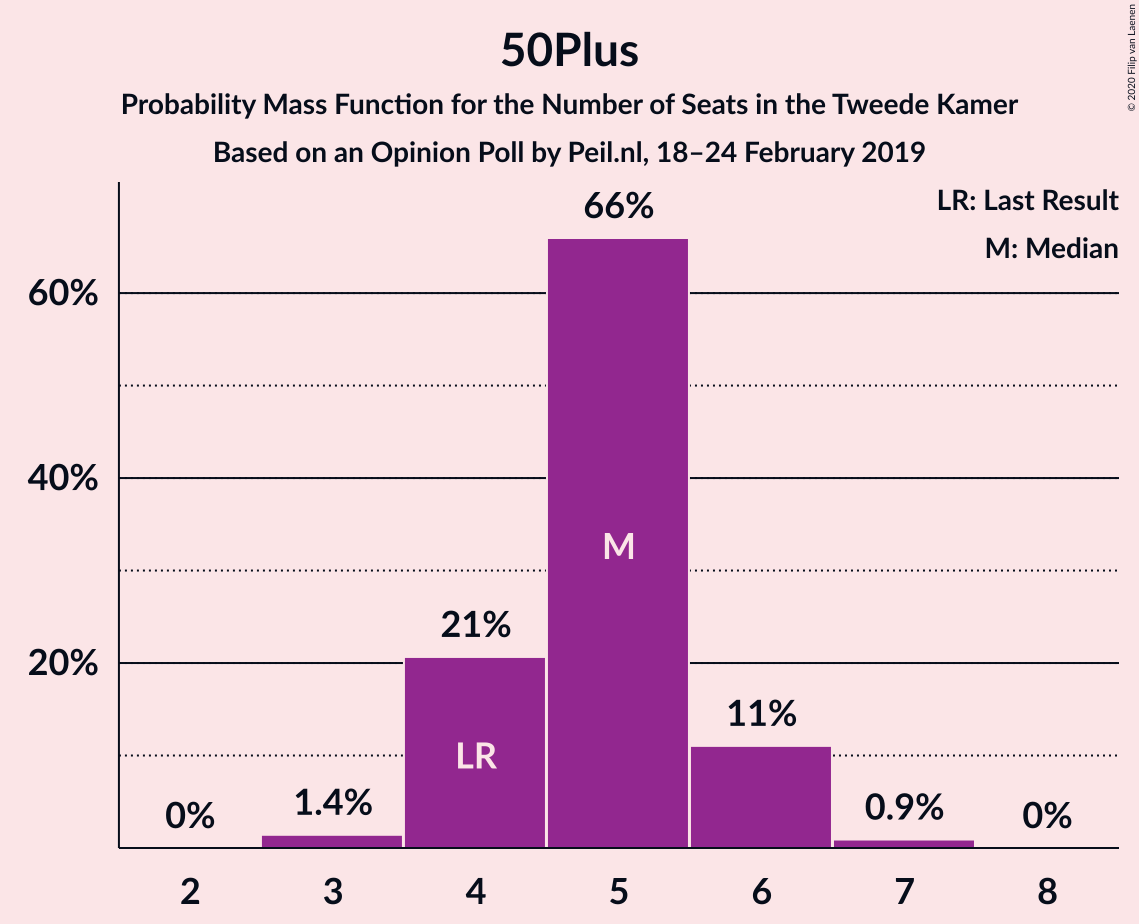 50Plus
Probability Mass Function for the Number of Seats in the Tweede Kamer
Based on an Opinion Poll by Peil.nl, 18–24 February 2019
© 2020 Filip van Laenen
LR: Last Result
M: Median
66%
60%
40%
M
21%
20%
11%
LR
0%
1.4%
0.9%
0%
2
3
4
5
6
7
8